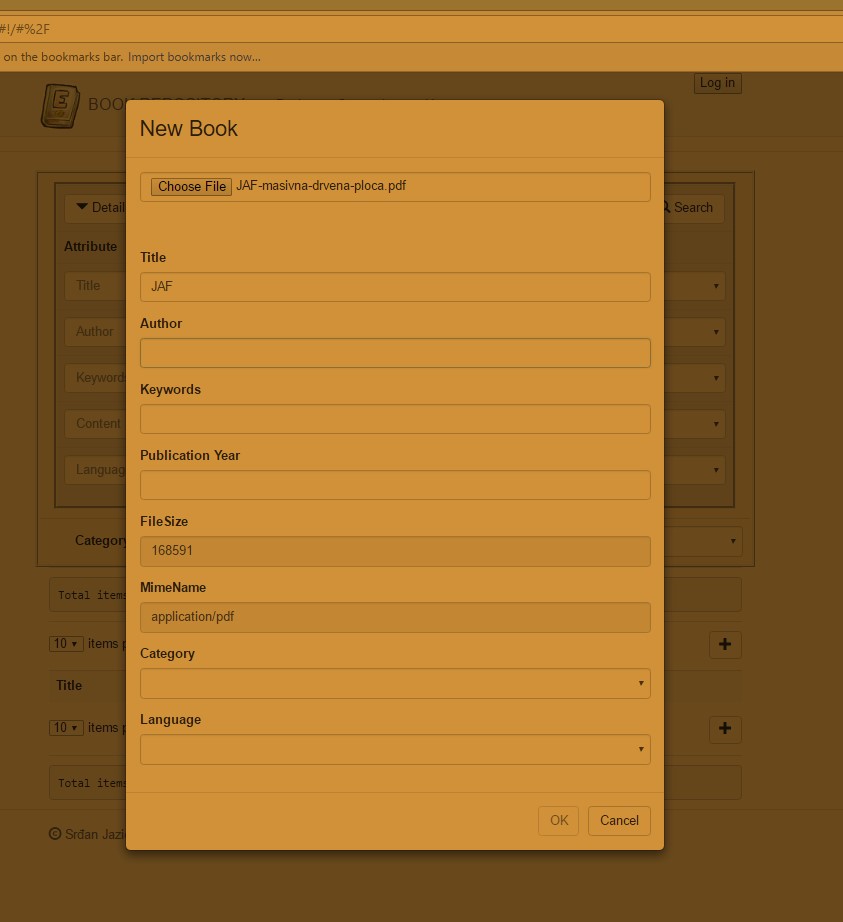 #!/#%2F
on the bookmarks bar. Import bookmarks now...
Log in
New Book
Choose File JAF-masivna-drvena-ploca.pdf
Detail
Search
Title
Attribute
Title
JAF
Author
Author
Keywords
Keyword
Publication Year
Content
Languag
FileSize
Category
168591
MimeName
Total items
application/pdf
10 items p
Category
Title
Language
10 items p
Total items
OK
Cancel
© Srđan Jazi